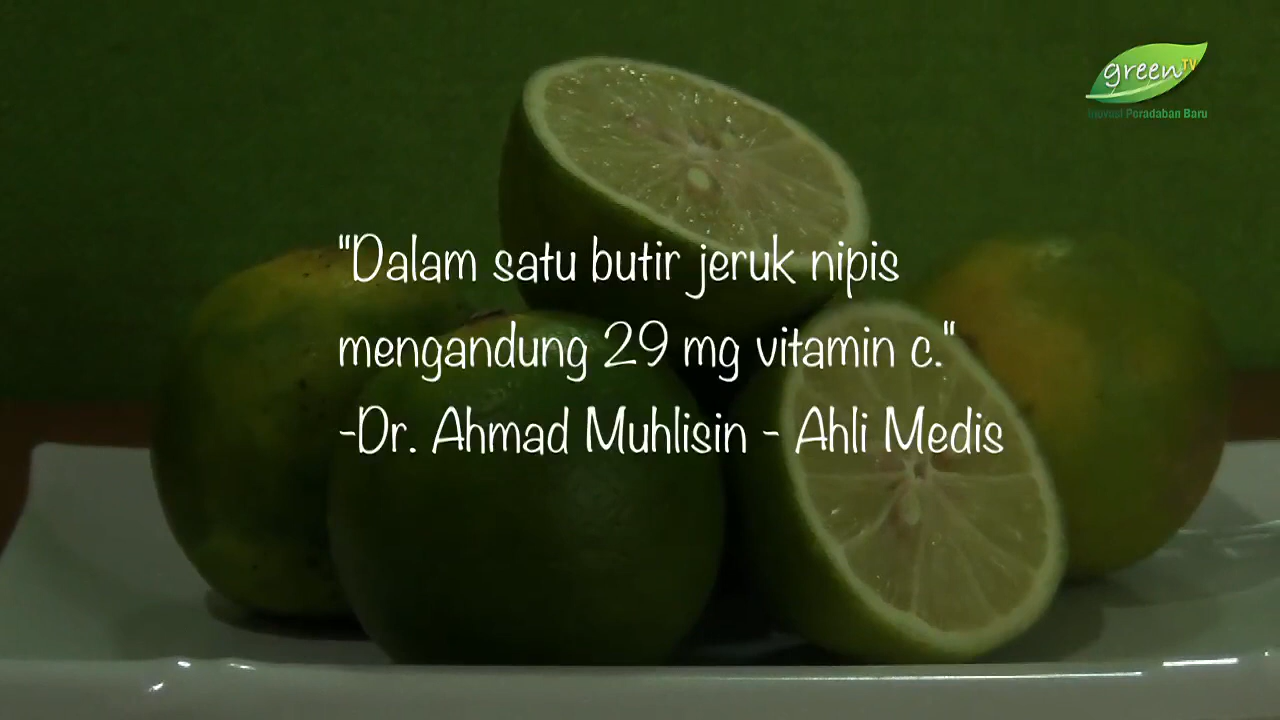 green TV
Inovasi Peradaban Baru
"Dalam satu butir jeruk nipis
mengandung 29 mg vitamin c."
-Dr. Ahmad Muhlisin - Ahli Medis